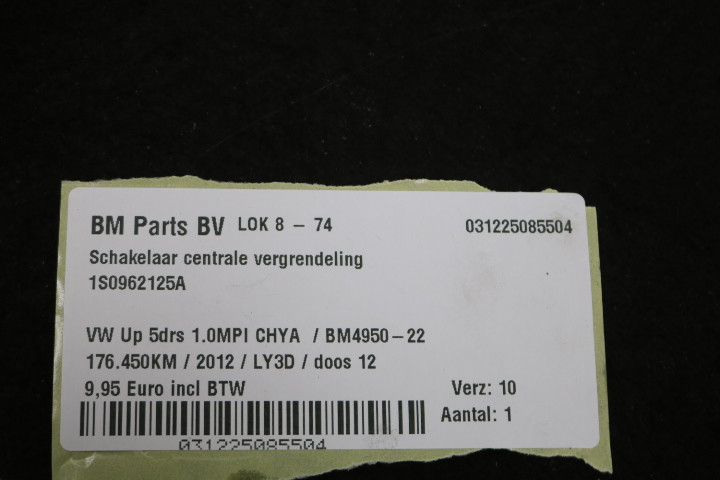 BM Parts BV LOK 8 – 74 031225085504
Schakelaar centrale vergrendeling
1S0962125A
VW Up 5drs 1.0MPI CHYA / BM4950–22
176.450KM / 2012 / LY3D / doos 12
9,95 Euro incl BTW Verz: 10
Aantal: 1
031225085504